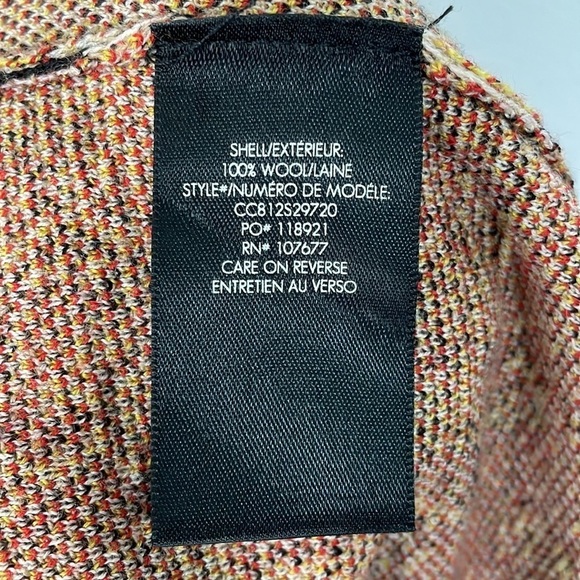 SHELL/EXTÉRIEUR:
100% WOOL/LAINE
STYLE#/NUMÉRO DE MODÈLE:
CC812S29720
PO# 118921
RN# 107677
CARE ON REVERSE
ENTRETIEN AU VERSO